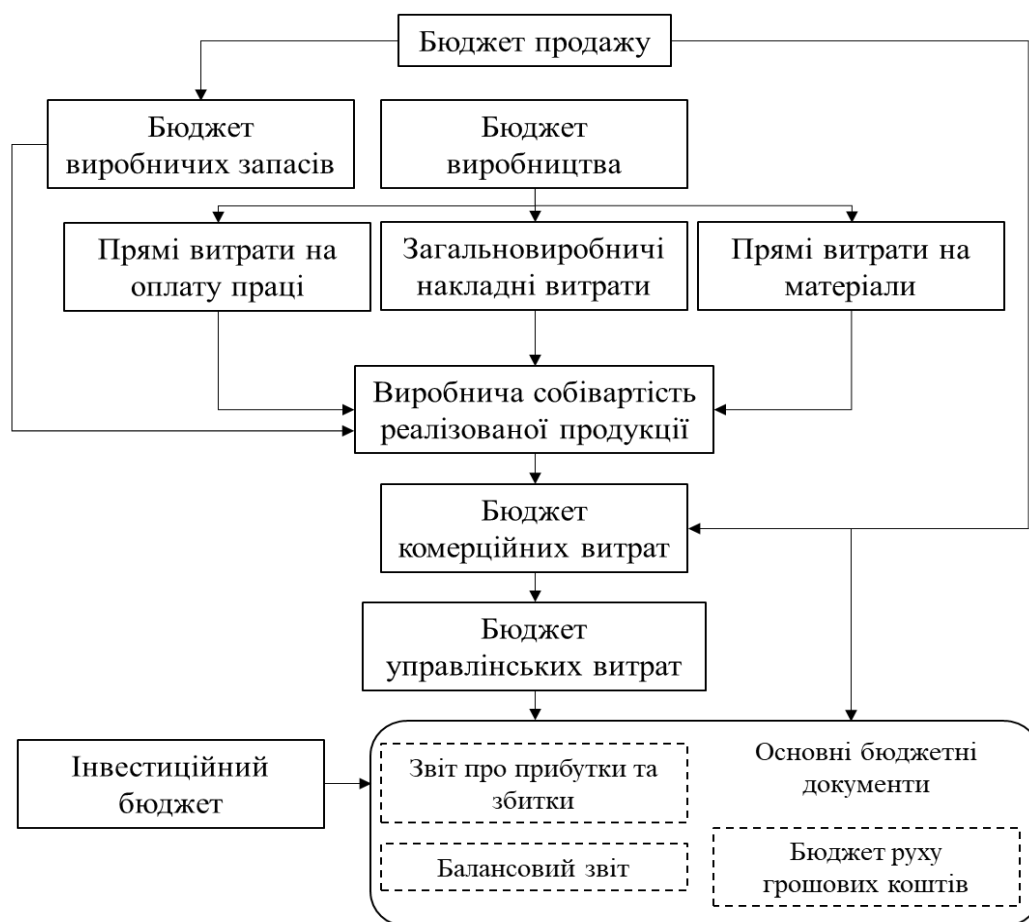 Бюджет продажу
Бюджет
виробничих запасів
Бюджет
виробництва
Прямі витрати на
оплату праці
Загальновиробничі
накладні витрати
Прямі витрати на
матеріали
Виробнича собівартість
реалізованої продукції
Бюджет
комерційних витрат
Бюджет
управлінських витрат
Інвестиційний
бюджет
Звіт про прибутки та
збитки
Основні бюджетні
документи
Балансовий звіт
Бюджет руху
грошових коштів